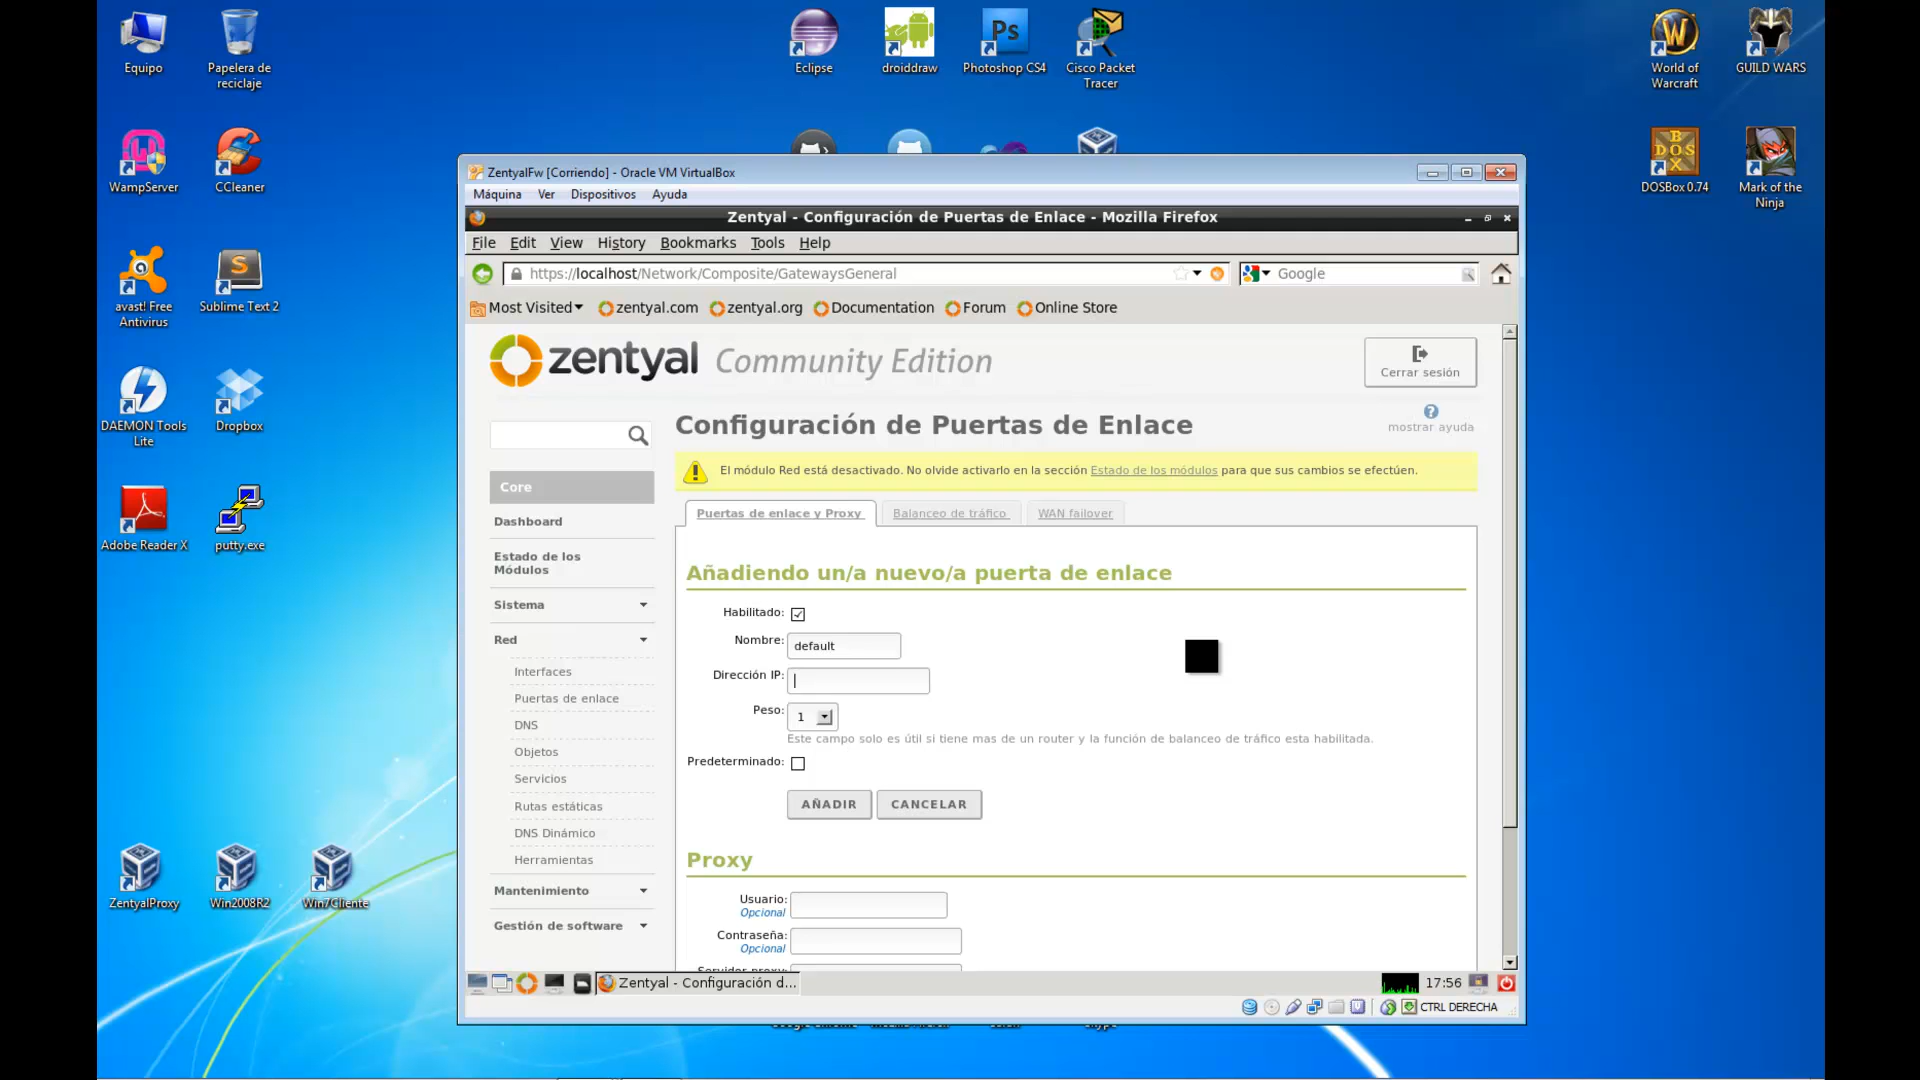 Equipo
Papelera de
reciclaje
Eclipse
droiddraw
Photoshop CS4
Cisco Packet
Tracer
World of
Warcraft
GUILD WARS
WampServer
CCleaner
DOSBox 0.74
Mark of the
Ninja
avast! Free
Antivirus
Sublime Text 2
DAEMON Tools
Lite
Dropbox
Adobe Reader X
putty.exe
ZentyalProxy
Win2008R2
Win7Cliente
ZentyalFw [Corriendo] - Oracle VM VirtualBox
Máquina Ver Dispositivos Ayuda
Zentyal - Configuración de Puertas de Enlace - Mozilla Firefox
File Edit View History Bookmarks Tools Help
https://localhost/Network/Composite/GatewaysGeneral
Google
Most Visited zentyal.com zentyal.org Documentation Forum Online Store
zentyal Community Edition
Cerrar sesión
Configuración de Puertas de Enlace
mostrar ayuda
El módulo Red está desactivado. No olvide activarlo en la sección Estado de los módulos para que sus cambios se efectúen.
Core
Dashboard
Estado de los
Módulos
Sistema
Red
Interfaces
Puertas de enlace
DNS
Objetos
Servicios
Rutas estáticas
DNS Dinámico
Herramientas
Mantenimiento
Gestión de software
Puertas de enlace y Proxy Balanceo de tráfico WAN failover
Añadiendo un/a nuevo/a puerta de enlace
Habilitado:
Nombre: default
Dirección IP:
Peso: 1
Este campo solo es útil si tiene mas de un router y la función de balanceo de tráfico esta habilitada.
Predeterminado:
AÑADIR CANCELAR
Proxy
Usuario:
Opcional
Contraseña:
Opcional
Servidor proxy:
Zentyal - Configuración d...
17:56
CTRL DERECHA